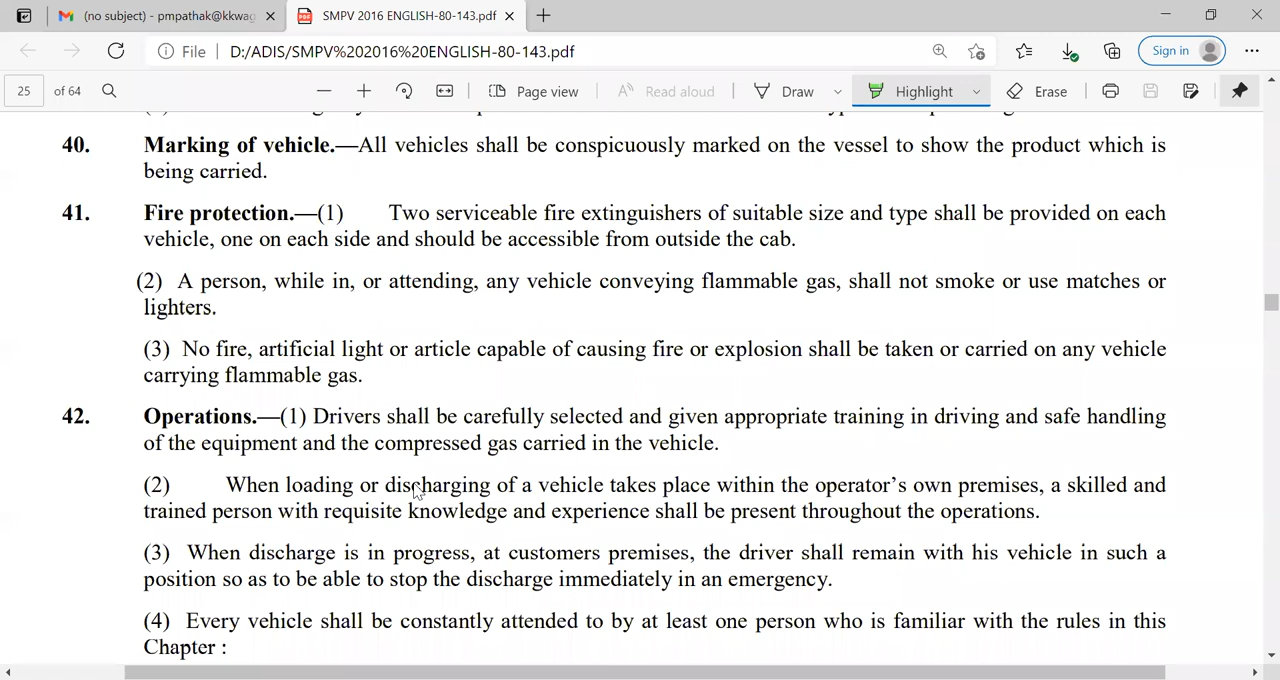 (no subject) - pmpathak@kkwag
SMPV 2016 ENGLISH-80-143.pdf
File D:/ADIS/SMPV%202016%20ENGLISH-80-143.pdf
Sign in
25 of 64
Page view
Read aloud
Draw
Highlight
Erase
40. Marking of vehicle.—All vehicles shall be conspicuously marked on the vessel to show the product which is
being carried.
41. Fire protection.—(1) Two serviceable fire extinguishers of suitable size and type shall be provided on each
vehicle, one on each side and should be accessible from outside the cab.
(2) A person, while in, or attending, any vehicle conveying flammable gas, shall not smoke or use matches or
lighters.
(3) No fire, artificial light or article capable of causing fire or explosion shall be taken or carried on any vehicle
carrying flammable gas.
42. Operations.—(1) Drivers shall be carefully selected and given appropriate training in driving and safe handling
of the equipment and the compressed gas carried in the vehicle.
(2) When loading or discharging of a vehicle takes place within the operator's own premises, a skilled and
trained person with requisite knowledge and experience shall be present throughout the operations.
(3) When discharge is in progress, at customers premises, the driver shall remain with his vehicle in such a
position so as to be able to stop the discharge immediately in an emergency.
(4) Every vehicle shall be constantly attended to by at least one person who is familiar with the rules in this
Chapter :